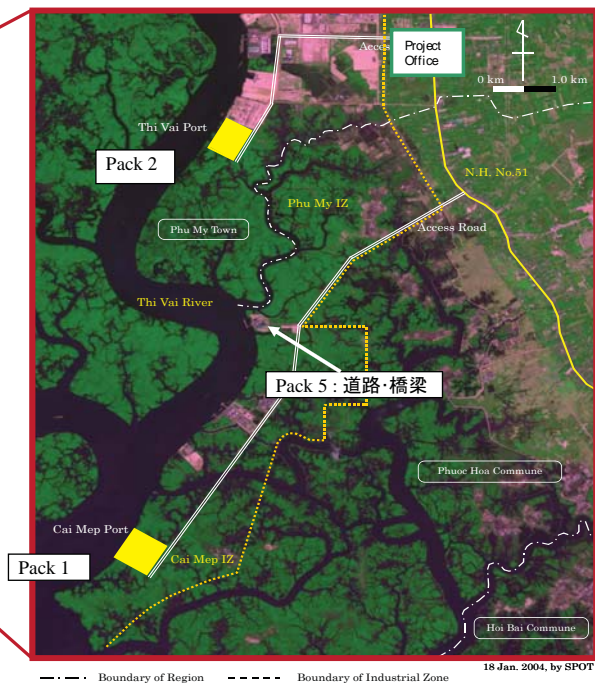 Acces
Project
Office
0 km 1.0 km
Thi Vai Port
Pack 2
N.H. No.51
Phu My IZ
Phu My Town
Access Road
Thi Vai River
Pack 5 : 道路・橋梁
Phuoc Hoa Commune
Cai Mep Port
Cai Mep IZ
Pack 1
Hoi Bai Commune
18 Jan. 2004, by SPOT
Boundary of Region Boundary of Industrial Zone